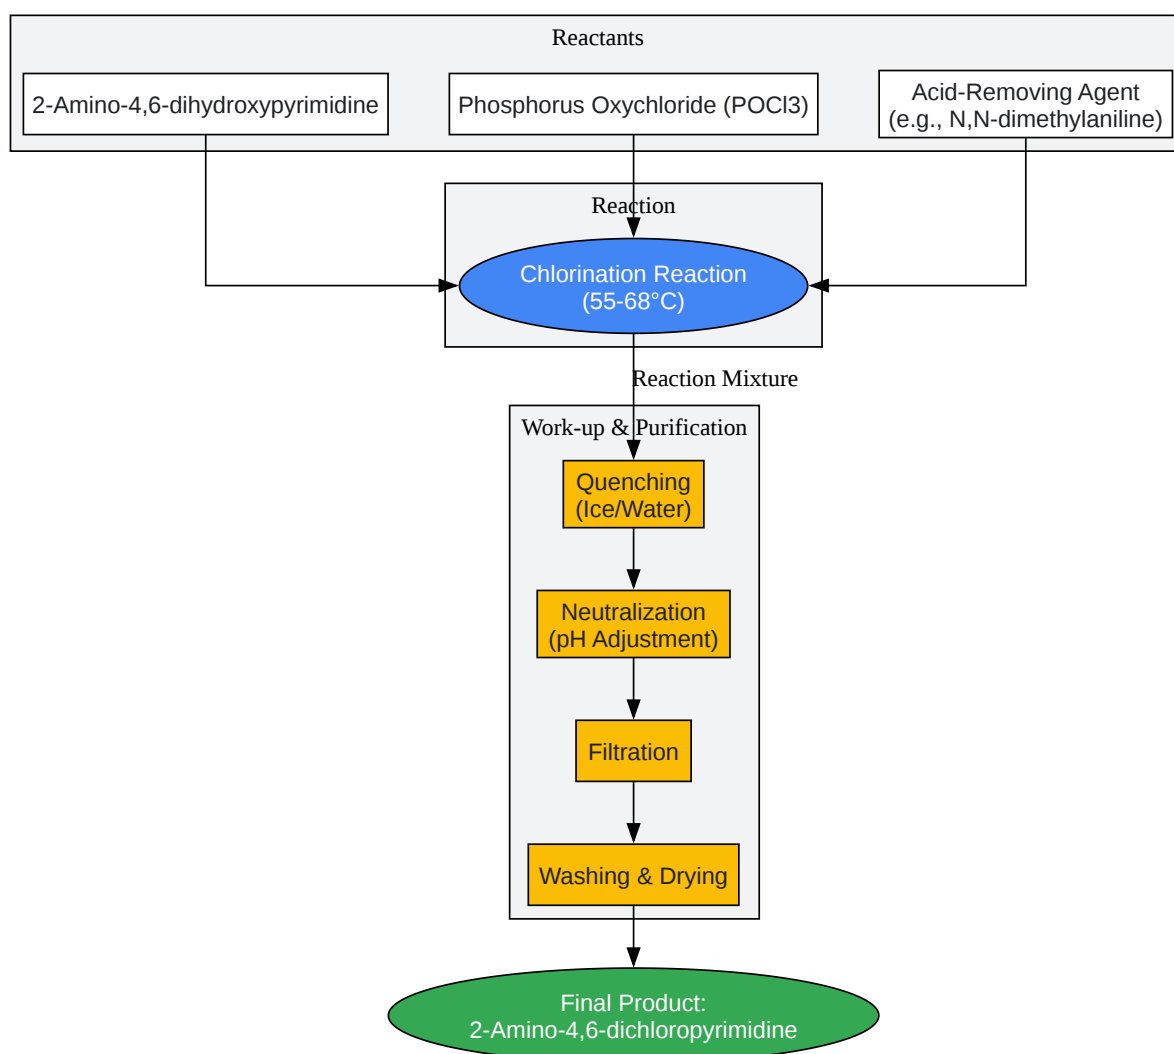 Reactants
2-Amino-4,6-dihydroxypyrimidine
Phosphorus Oxychloride (POCl3)
Acid-Removing Agent
(e.g., N,N-dimethylaniline)
Reaction
Chlorination Reaction
(55-68°C)
Reaction Mixture
Work-up & Purification
Quenching
(Ice/Water)
Neutralization
(pH Adjustment)
Filtration
Washing & Drying
Final Product:
2-Amino-4,6-dichloropyrimidine